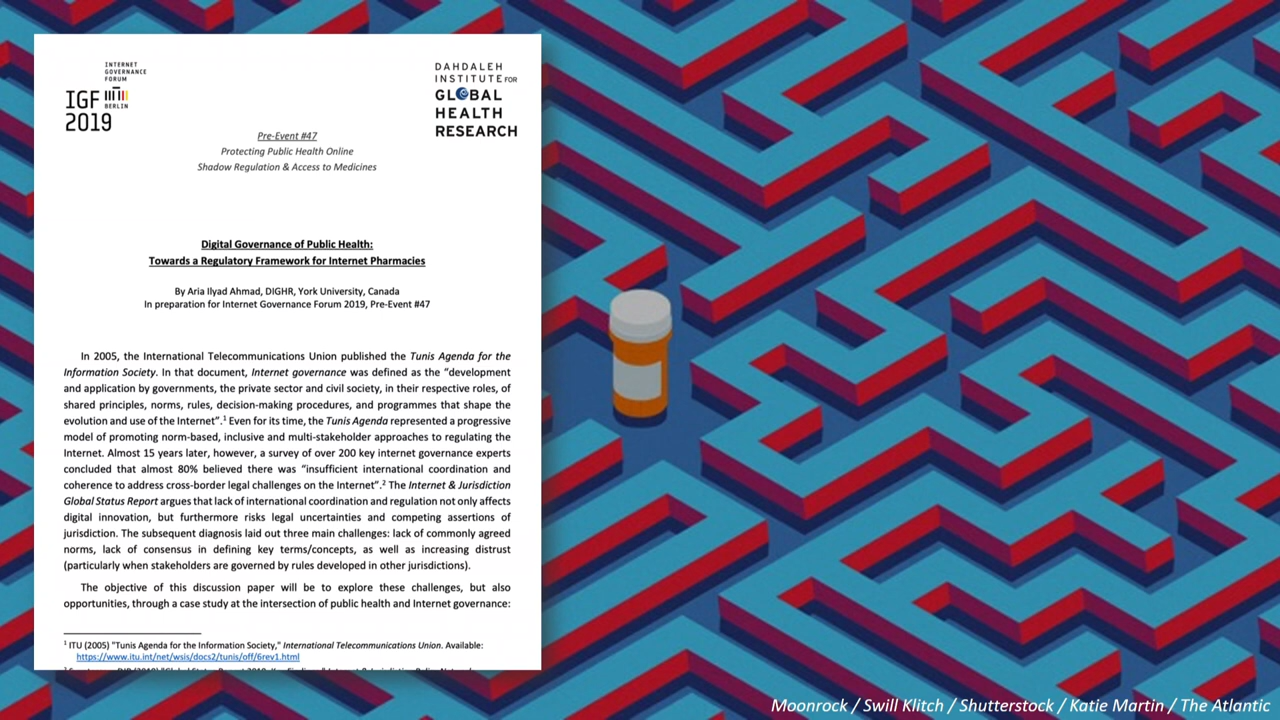 INTERNET
GOVERNANCE
FORUM
IGF
BERLIN
2019
DAHDALEH
INSTITUTE FOR
GLOBAL
HEALTH
RESEARCH
Pre-Event #47
Protecting Public Health Online
Shadow Regulation & Access to Medicines
Digital Governance of Public Health:
Towards a Regulatory Framework for Internet Pharmacies
By Aria Ilyad Ahmad, DIGHR, York University, Canada
In preparation for Internet Governance Forum 2019, Pre-Event #47
In 2005, the International Telecommunications Union published the Tunis Agenda for the
Information Society. In that document, Internet governance was defined as the “development
and application by governments, the private sector and civil society, in their respective roles, of
shared principles, norms, rules, decision-making procedures, and programmes that shape the
evolution and use of the Internet”.1 Even for its time, the Tunis Agenda represented a progressive
model of promoting norm-based, inclusive and multi-stakeholder approaches to regulating the
Internet. Almost 15 years later, however, a survey of over 200 key internet governance experts
concluded that almost 80% believed there was “insufficient international coordination and
coherence to address cross-border legal challenges on the Internet”.2 The Internet & Jurisdiction
Global Status Report argues that lack of international coordination and regulation not only affects
digital innovation, but furthermore risks legal uncertainties and competing assertions of
jurisdiction. The subsequent diagnosis laid out three main challenges: lack of commonly agreed
norms, lack of consensus in defining key terms/concepts, as well as increasing distrust
(particularly when stakeholders are governed by rules developed in other jurisdictions).
The objective of this discussion paper will be to explore these challenges, but also
opportunities, through a case study at the intersection of public health and Internet governance:
1 ITU (2005) "Tunis Agenda for the Information Society," International Telecommunications Union. Available:
https://www.itu.int/net/wsis/docs2/tunis/off/6rev1.html
Moonrock / Swill Klitch / Shutterstock / Katie Martin / The Atlantic